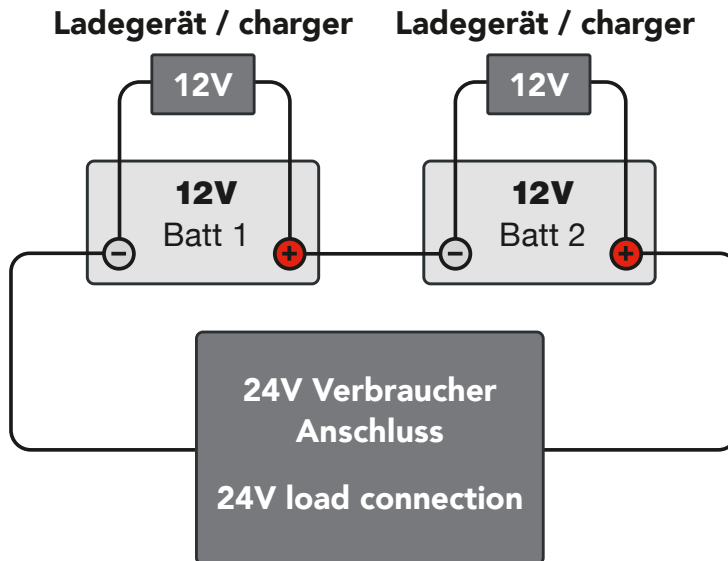 Ladegerät / charger
Ladegerät / charger
12V
12V
12V
Batt 1
12V
Batt 2
−
+
−
+
24V Verbraucher
Anschluss
24V load connection